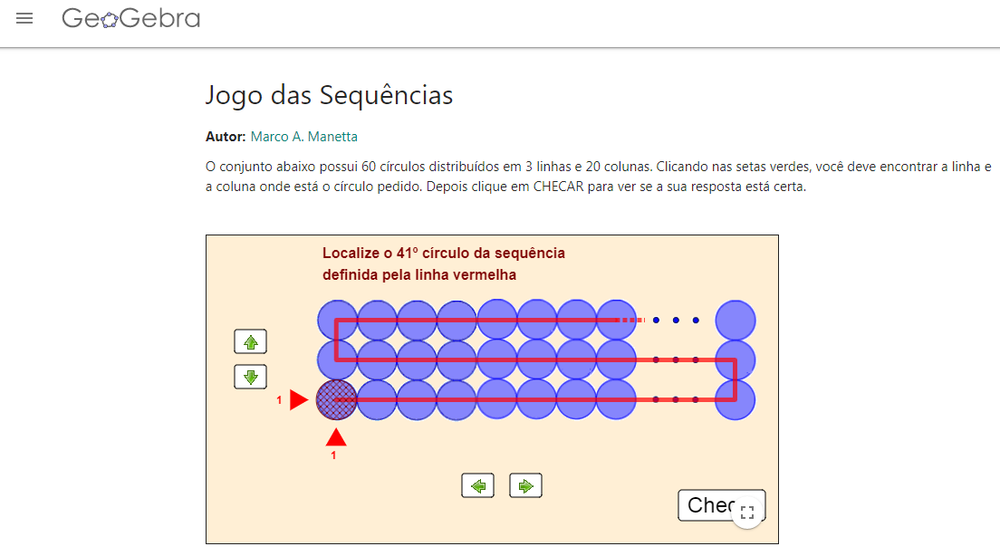 GeoGebra
Jogo das Sequências
Autor: Marco A. Manetta
O conjunto abaixo possui 60 círculos distribuídos em 3 linhas e 20 colunas. Clicando nas setas verdes, você deve encontrar a linha e
a coluna onde está o círculo pedido. Depois clique em CHECAR para ver se a sua resposta está certa.
Localize o 41º círculo da sequência
definida pela linha vermelha
1
1